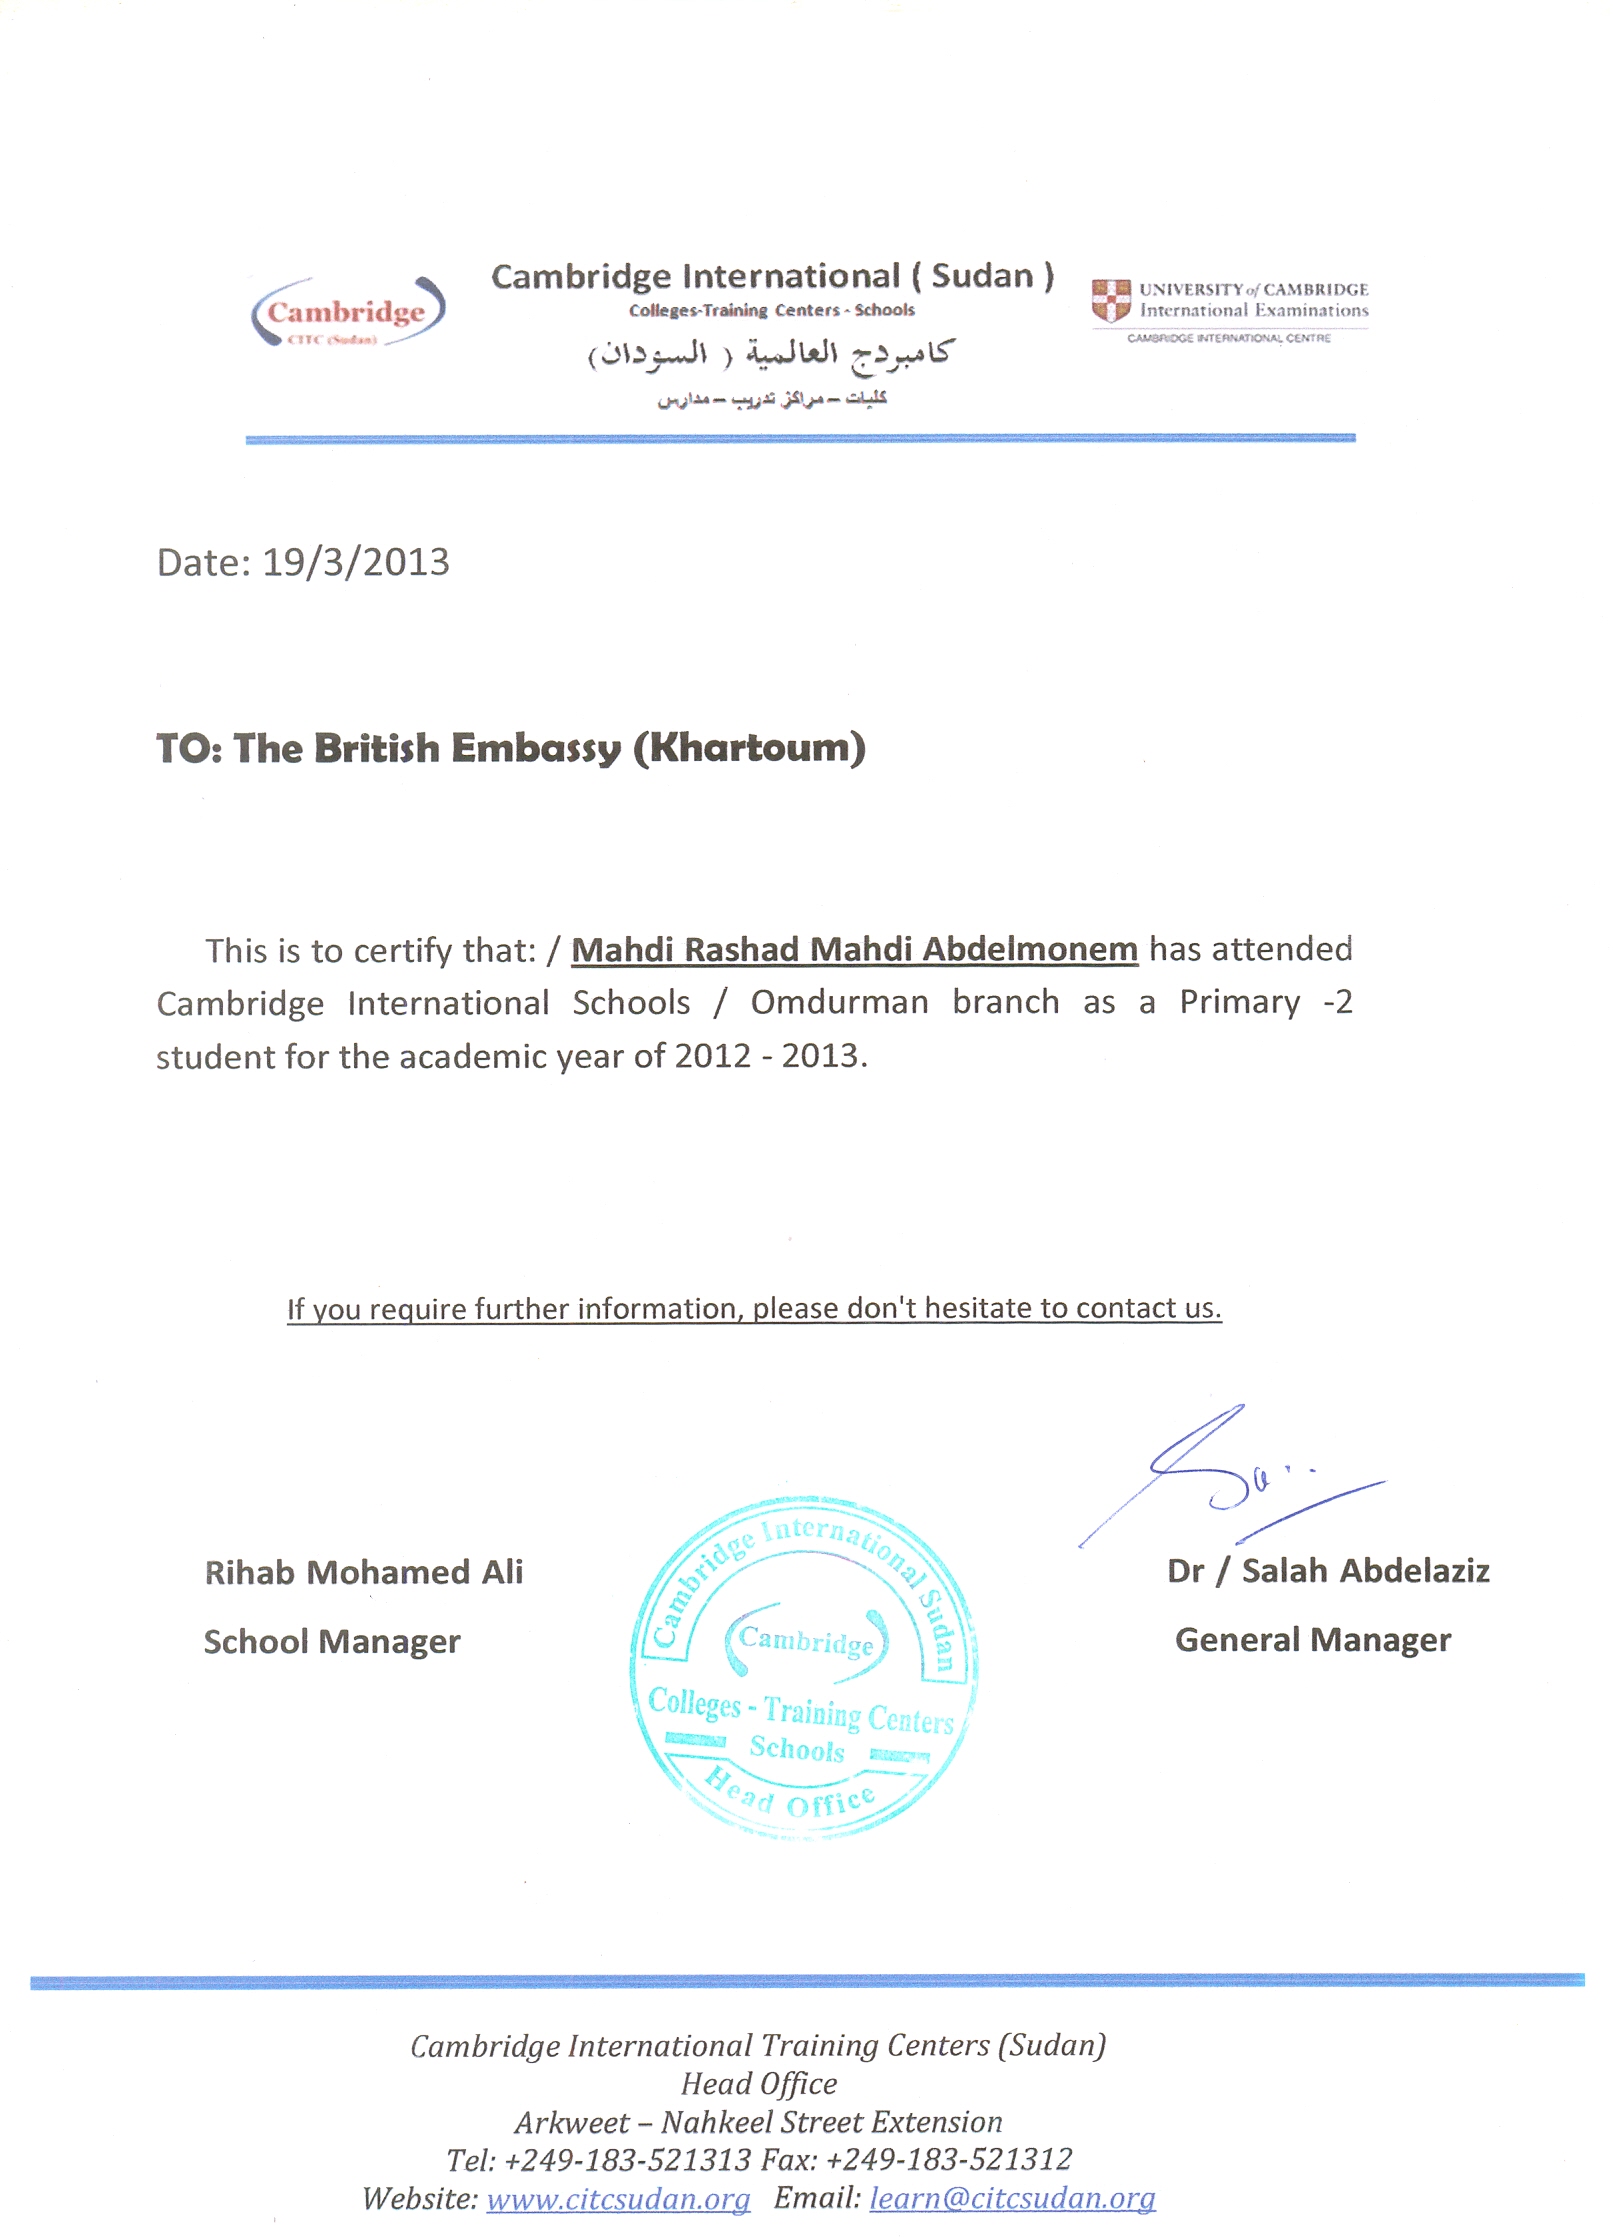 Cambridge
CITC (Sudan)
Cambridge International ( Sudan )
Colleges-Training Centers - Schools
كامبردج العالمية ( السودان)
كليات – مراكز تدريب – مدارس
UNIVERSITY of CAMBRIDGE
International Examinations
CAMBRIDGE INTERNATIONAL CENTRE
Date: 19/3/2013
TO: The British Embassy (Khartoum)
This is to certify that: / Mahdi Rashad Mahdi Abdelmonem has attended
Cambridge International Schools / Omdurman branch as a Primary -2
student for the academic year of 2012 - 2013.
If you require further information, please don't hesitate to contact us.
Rihab Mohamed Ali
School Manager
Cambridge International Sudan
Cambridge
Colleges - Training Centers
Schools
Head Office
Dr / Salah Abdelaziz
General Manager
Cambridge International Training Centers (Sudan)
Head Office
Arkweet – Nahkeel Street Extension
Tel: +249-183-521313 Fax: +249-183-521312
Website: www.citcsudan.org Email: learn@citcsudan.org